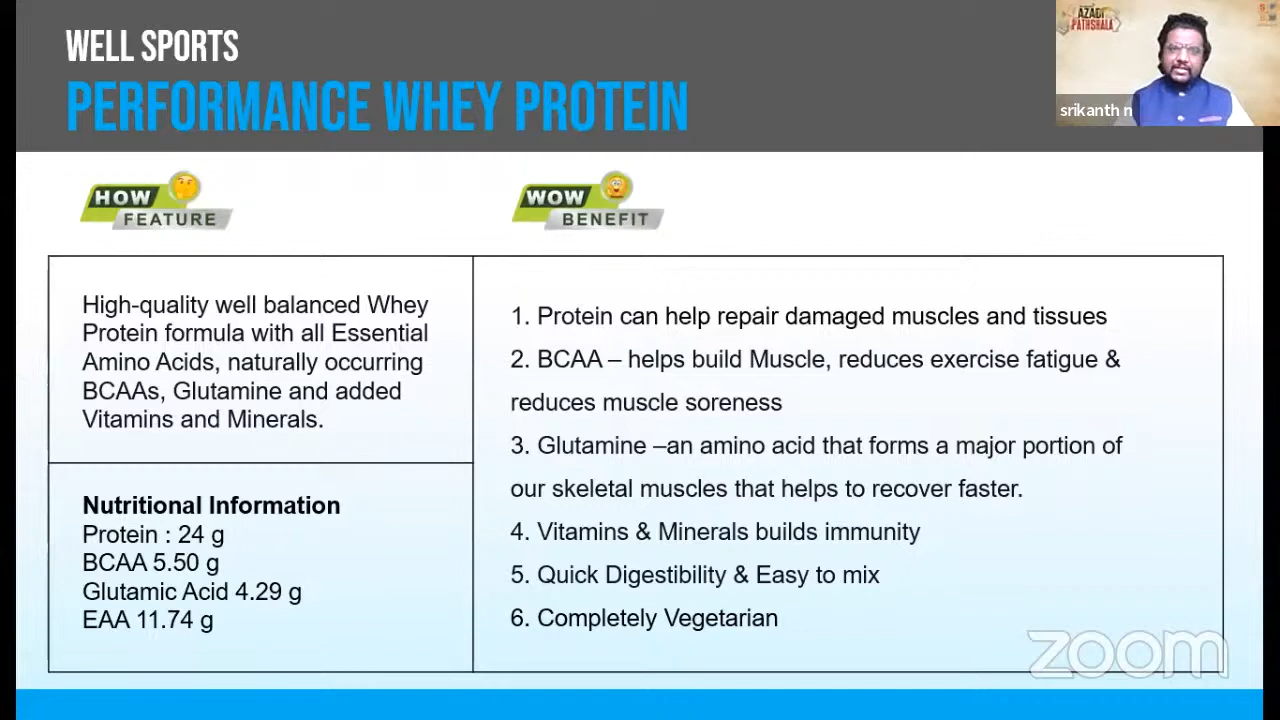 WELL SPORTS
PERFORMANCE WHEY PROTEIN
AZADI
PATHSHALA
srikanth n
HOW
FEATURE
WOW
BENEFIT
High-quality well balanced Whey
Protein formula with all Essential
Amino Acids, naturally occurring
BCAAs, Glutamine and added
Vitamins and Minerals.
Nutritional Information
Protein : 24 g
BCAA 5.50 g
Glutamic Acid 4.29 g
EAA 11.74 g
1. Protein can help repair damaged muscles and tissues
2. BCAA – helps build Muscle, reduces exercise fatigue &
reduces muscle soreness
3. Glutamine –an amino acid that forms a major portion of
our skeletal muscles that helps to recover faster.
4. Vitamins & Minerals builds immunity
5. Quick Digestibility & Easy to mix
6. Completely Vegetarian
zoom